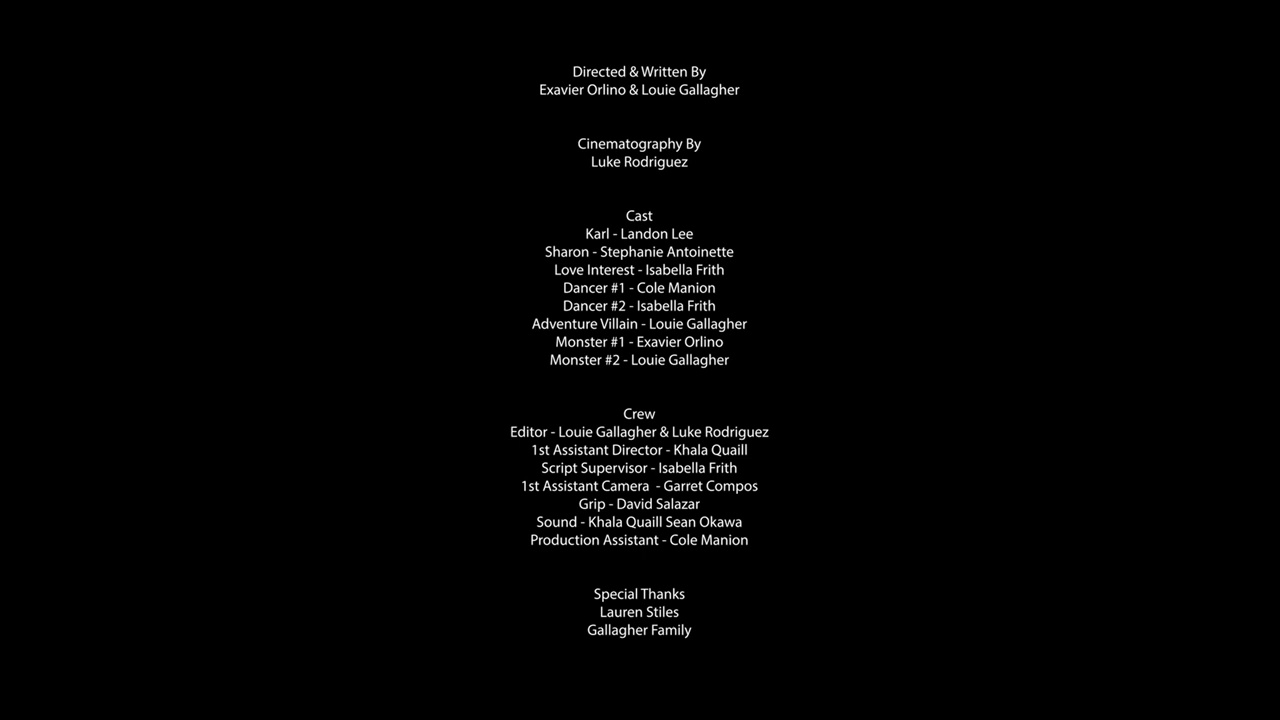 Directed & Written By
Exavier Orlino & Louie Gallagher
Cinematography By
Luke Rodriguez
Cast
Karl - Landon Lee
Sharon - Stephanie Antoinette
Love Interest - Isabella Frith
Dancer #1 - Cole Manion
Dancer #2 - Isabella Frith
Adventure Villain - Louie Gallagher
Monster #1 - Exavier Orlino
Monster #2 - Louie Gallagher
Crew
Editor - Louie Gallagher & Luke Rodriguez
1st Assistant Director - Khala Quaill
Script Supervisor - Isabella Frith
1st Assistant Camera  - Garret Compos
Grip - David Salazar
Sound - Khala Quaill Sean Okawa
Production Assistant - Cole Manion
Special Thanks
Lauren Stiles
Gallagher Family